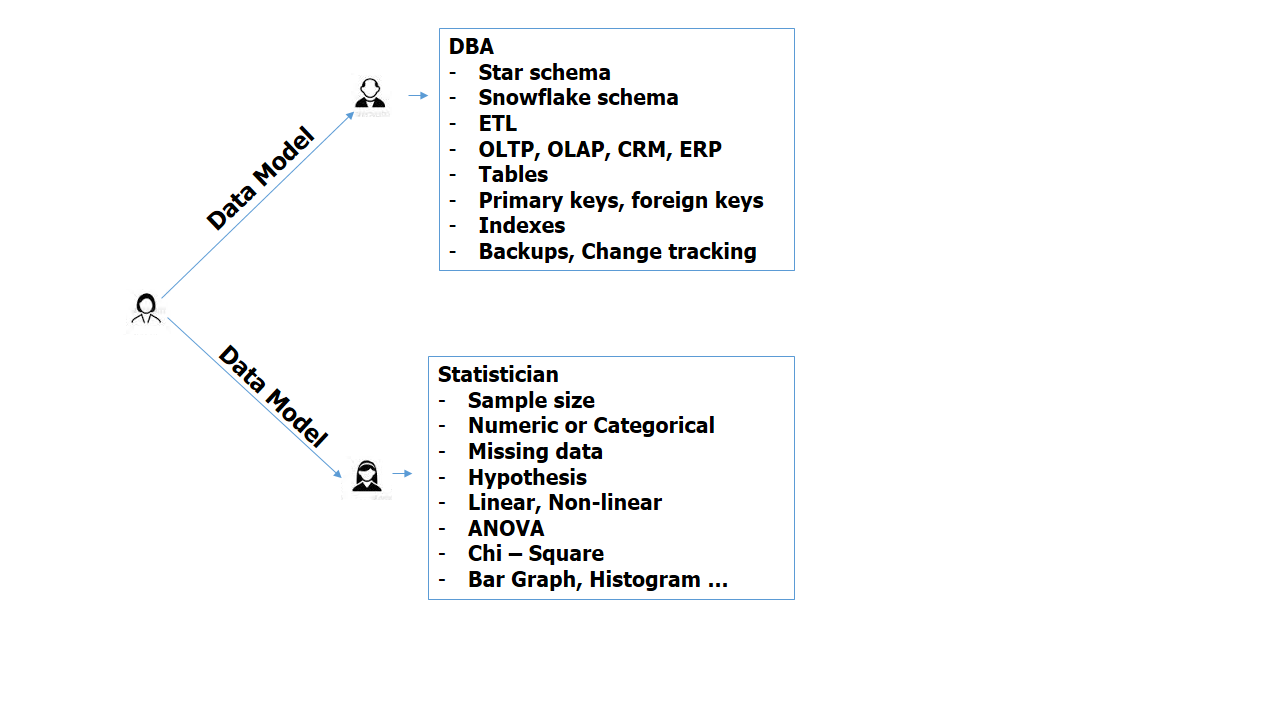 Data Model
DBA
- Star schema
- Snowflake schema
- ETL
- OLTP, OLAP, CRM, ERP
- Tables
- Primary keys, foreign keys
- Indexes
- Backups, Change tracking
Data Model
Statistician
- Sample size
- Numeric or Categorical
- Missing data
- Hypothesis
- Linear, Non-linear
- ANOVA
- Chi – Square
- Bar Graph, Histogram ...